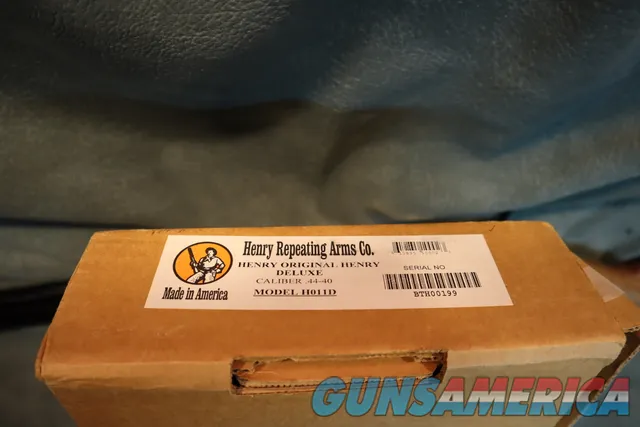 Henry Repeating Arms Co.
HENRY ORIGINAL HENRY
DELUXE
CALIBER .44-40
MODEL H011D
Made in America
SERIAL NO.
BTH00199
GUNSAMERICA